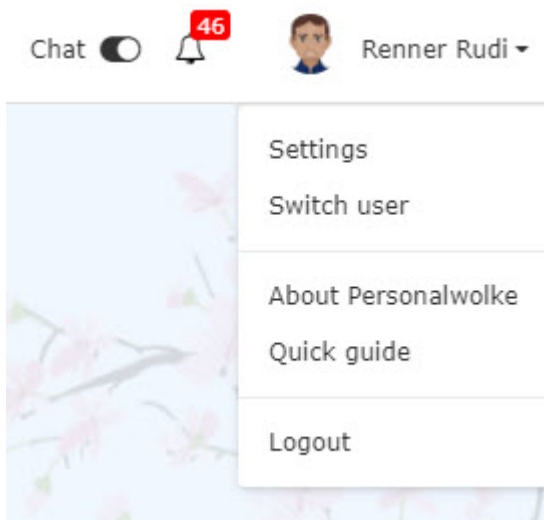 46
Chat Renner Rudi
Settings
Switch user
About Personalwolke
Quick guide
Logout